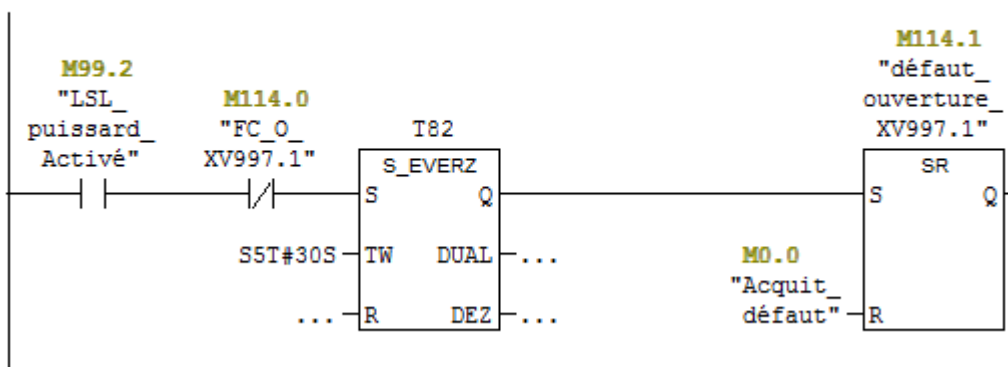 M99.2
"LSL_
puissard_
Activé"
M114.0
"FC_O_
XV997.1"
T82
S_EVERZ
S Q
S5T#30S TW DUAL ...
... R DEZ ...
M114.1
"défaut_
ouverture_
XV997.1"
SR
S Q
M0.0
"Acquit_
défaut" R